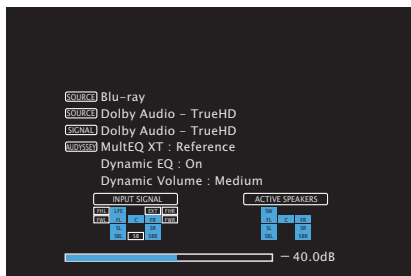 SOURCE Blu-ray
SOURCE Dolby Audio - TrueHD
SIGNAL Dolby Audio - TrueHD
AUDYSSEY MultEQ XT : Reference
Dynamic EQ : On
Dynamic Volume : Medium
INPUT SIGNAL ACTIVE SPEAKERS
FHL LFE EXT FHR SW
FWL FL C FR FWR FL C FR
SL SR SL SR
SBL SB SBR SBL SBR
- 40.0dB